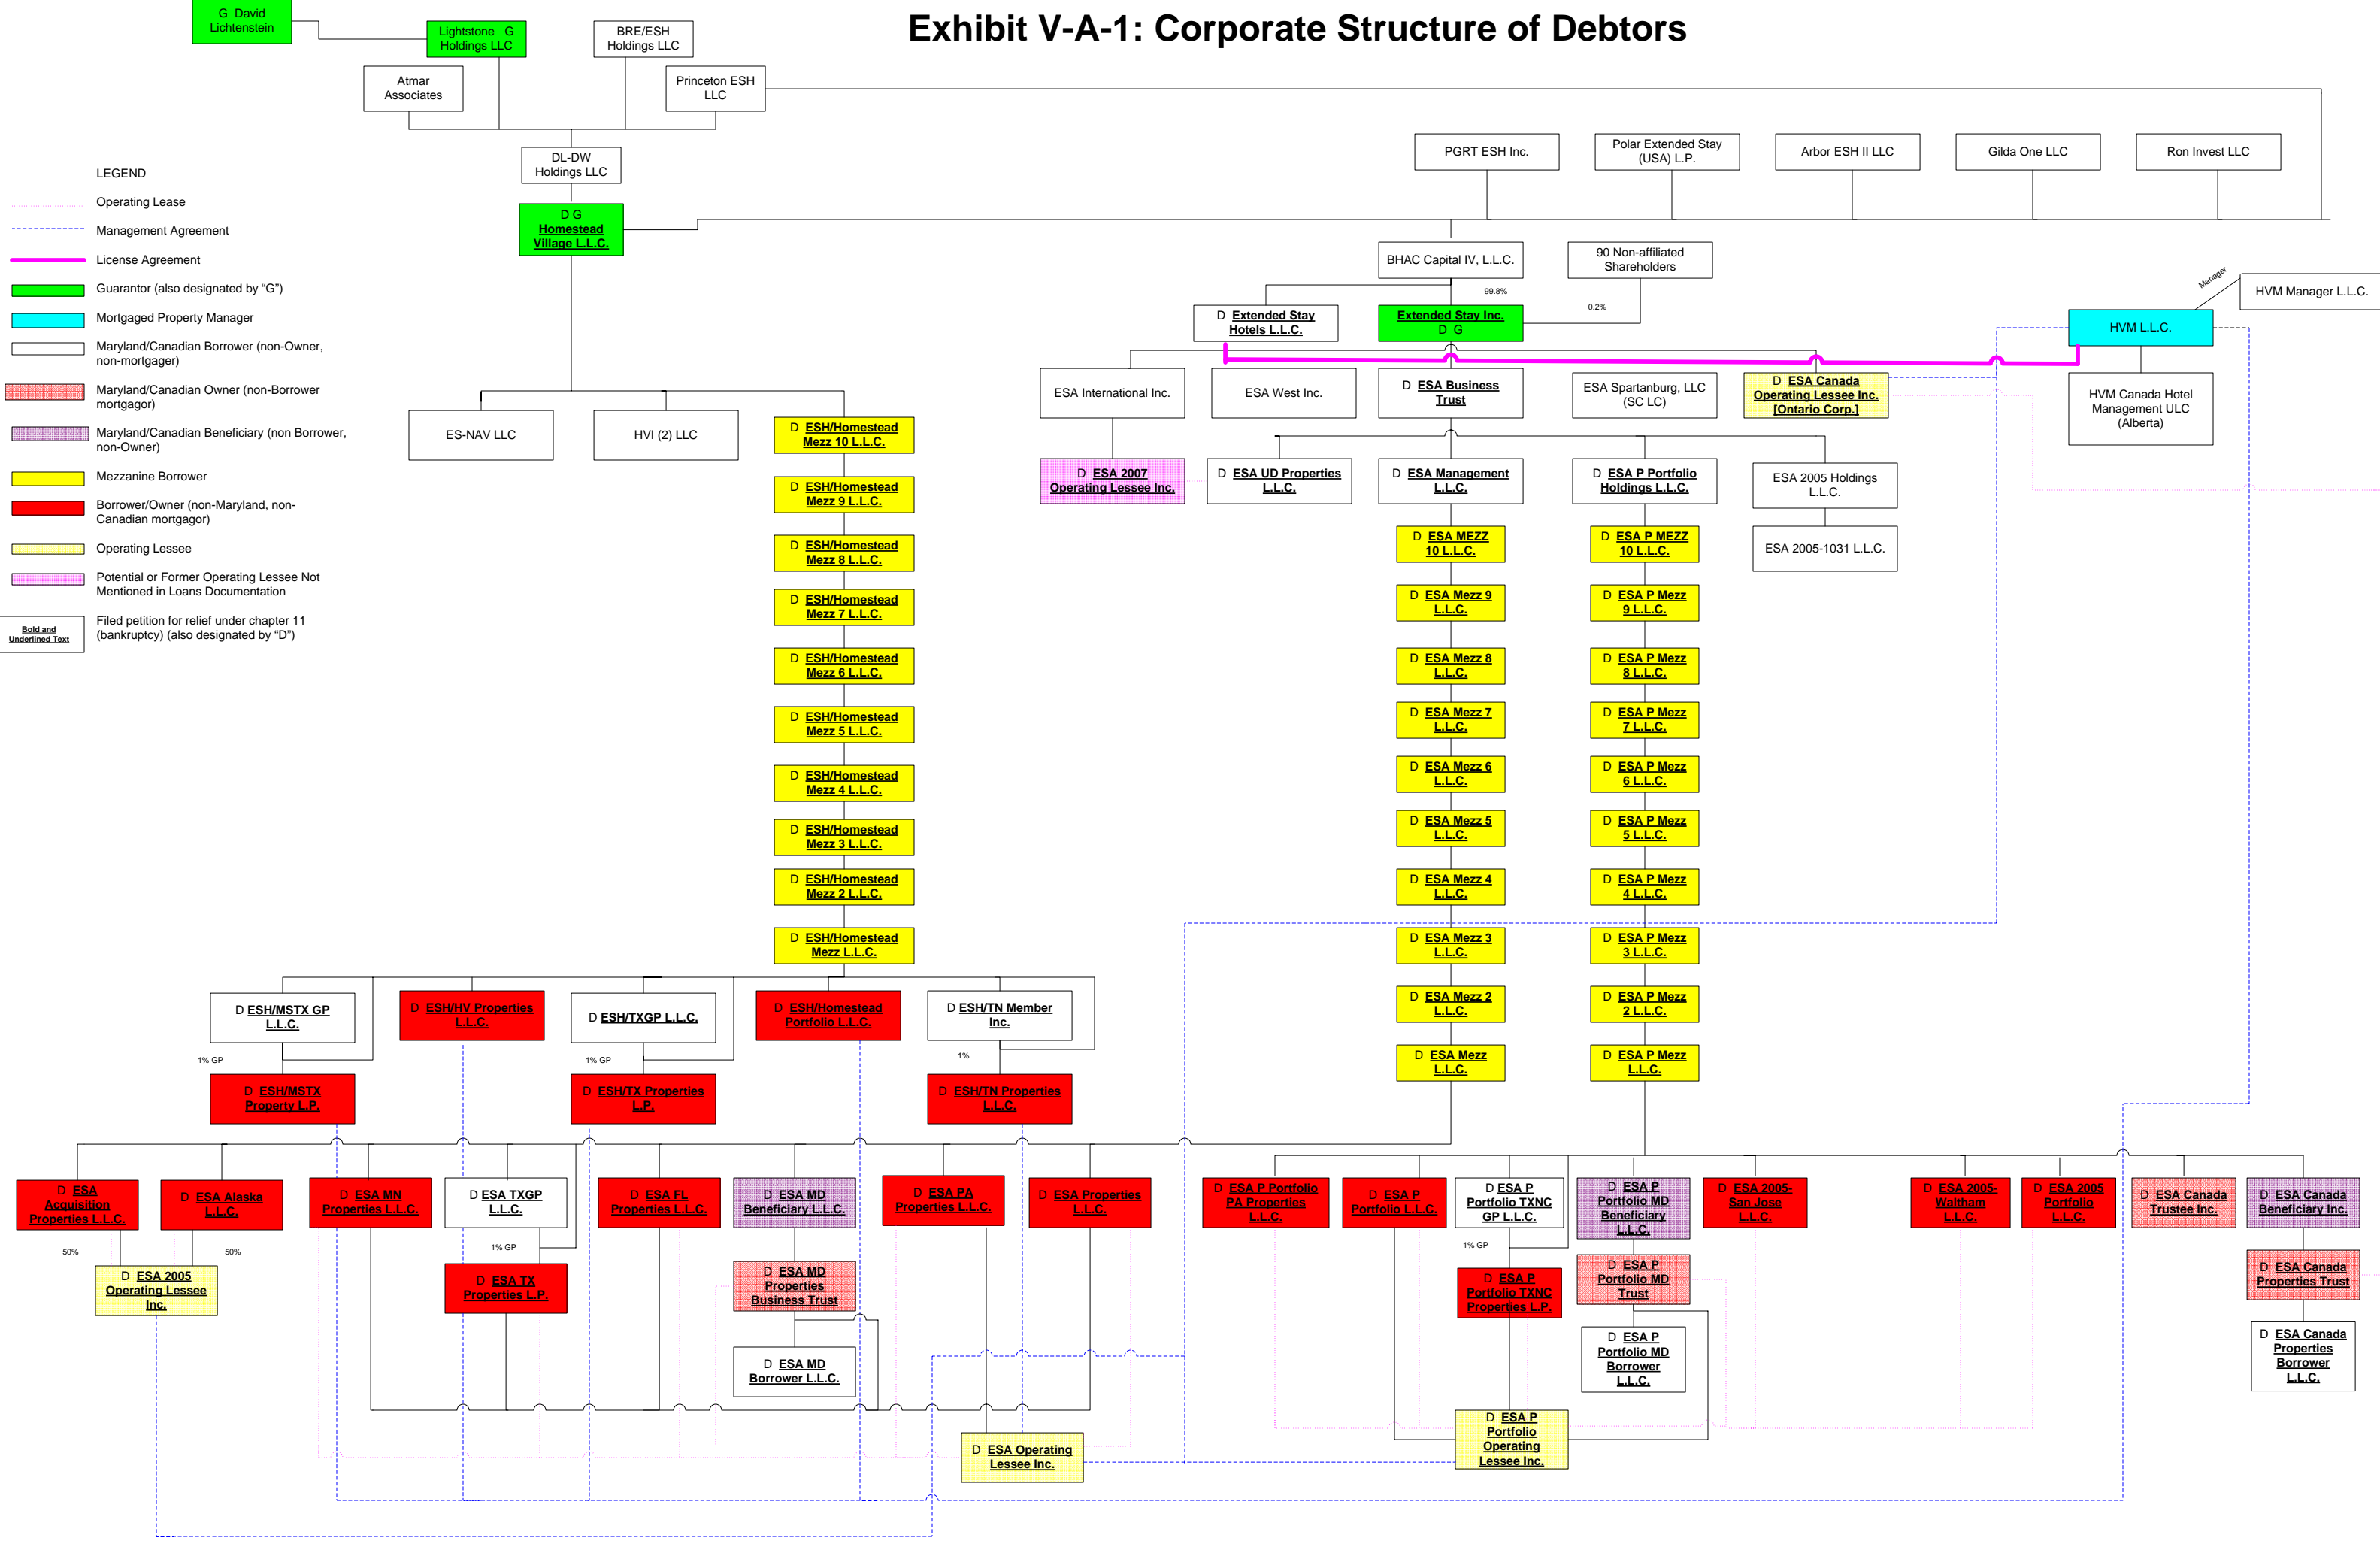 Exhibit V-A-1: Corporate Structure of Debtors
G David
Lichtenstein
Lightstone G
Holdings LLC
BRE/ESH
Holdings LLC
Atmar
Associates
Princeton ESH
LLC
DL-DW
Holdings LLC
PGRT ESH Inc.
Polar Extended Stay
(USA) L.P.
Arbor ESH II LLC
Gilda One LLC
Ron Invest LLC
LEGEND
Operating Lease
Management Agreement
License Agreement
Guarantor (also designated by “G”)
Mortgaged Property Manager
Maryland/Canadian Borrower (non-Owner,
non-mortgager)
Maryland/Canadian Owner (non-Borrower
mortgagor)
Maryland/Canadian Beneficiary (non Borrower,
non-Owner)
Mezzanine Borrower
Borrower/Owner (non-Maryland, non-
Canadian mortgagor)
Operating Lessee
Potential or Former Operating Lessee Not
Mentioned in Loans Documentation
Bold and
Underlined Text
Filed petition for relief under chapter 11
(bankruptcy) (also designated by “D”)
D G
Homestead
Village L.L.C.
BHAC Capital IV, L.L.C.
90 Non-affiliated
Shareholders
99.8%
0.2%
Manager
HVM Manager L.L.C.
D Extended Stay
Hotels L.L.C.
Extended Stay Inc.
D G
HVM L.L.C.
ESA International Inc.
ESA West Inc.
D ESA Business
Trust
ESA Spartanburg, LLC
(SC LC)
D ESA Canada
Operating Lessee Inc.
[Ontario Corp.]
HVM Canada Hotel
Management ULC
(Alberta)
ES-NAV LLC
HVI (2) LLC
D ESH/Homestead
Mezz 10 L.L.C.
D ESA 2007
Operating Lessee Inc.
D ESA UD Properties
L.L.C.
D ESA Management
L.L.C.
D ESA P Portfolio
Holdings L.L.C.
ESA 2005 Holdings
L.L.C.
D ESH/Homestead
Mezz 9 L.L.C.
D ESA MEZZ
10 L.L.C.
D ESA P MEZZ
10 L.L.C.
ESA 2005-1031 L.L.C.
D ESH/Homestead
Mezz 8 L.L.C.
D ESA Mezz 9
L.L.C.
D ESA P Mezz
9 L.L.C.
D ESH/Homestead
Mezz 7 L.L.C.
D ESA Mezz 8
L.L.C.
D ESA P Mezz
8 L.L.C.
D ESH/Homestead
Mezz 6 L.L.C.
D ESA Mezz 7
L.L.C.
D ESA P Mezz
7 L.L.C.
D ESH/Homestead
Mezz 5 L.L.C.
D ESA Mezz 6
L.L.C.
D ESA P Mezz
6 L.L.C.
D ESH/Homestead
Mezz 4 L.L.C.
D ESA Mezz 5
L.L.C.
D ESA P Mezz
5 L.L.C.
D ESH/Homestead
Mezz 3 L.L.C.
D ESA Mezz 4
L.L.C.
D ESA P Mezz
4 L.L.C.
D ESH/Homestead
Mezz 2 L.L.C.
D ESA Mezz 3
L.L.C.
D ESA P Mezz
3 L.L.C.
D ESH/Homestead
Mezz L.L.C.
D ESA Mezz 2
L.L.C.
D ESA P Mezz
2 L.L.C.
D ESA Mezz
L.L.C.
D ESA P Mezz
L.L.C.
D ESH/MSTX GP
L.L.C.
D ESH/HV Properties
L.L.C.
D ESH/TXGP L.L.C.
D ESH/Homestead
Portfolio L.L.C.
D ESH/TN Member
Inc.
1% GP
1% GP
1%
D ESH/MSTX
Property L.P.
D ESH/TX Properties
L.P.
D ESH/TN Properties
L.L.C.
D ESA
Acquisition
Properties L.L.C.
D ESA Alaska
L.L.C.
D ESA MN
Properties L.L.C.
D ESA TXGP
L.L.C.
D ESA FL
Properties L.L.C.
D ESA MD
Beneficiary L.L.C.
D ESA PA
Properties L.L.C.
D ESA Properties
L.L.C.
D ESA P Portfolio
PA Properties
L.L.C.
D ESA P
Portfolio L.L.C.
D ESA P
Portfolio TXNC
GP L.L.C.
D ESA P
Portfolio MD
Beneficiary
L.L.C.
D ESA 2005-
San Jose
L.L.C.
D ESA 2005-
Waltham
L.L.C.
D ESA 2005
Portfolio
L.L.C.
D ESA Canada
Trustee Inc.
D ESA Canada
Beneficiary Inc.
50%
50%
1% GP
1% GP
D ESA 2005
Operating Lessee
Inc.
D ESA TX
Properties L.P.
D ESA MD
Properties
Business Trust
D ESA P
Portfolio TXNC
Properties L.P.
D ESA P
Portfolio MD
Trust
D ESA Canada
Properties Trust
D ESA MD
Borrower L.L.C.
D ESA P
Portfolio MD
Borrower
L.L.C.
D ESA Canada
Properties
Borrower
L.L.C.
D ESA Operating
Lessee Inc.
D ESA P
Portfolio
Operating
Lessee Inc.